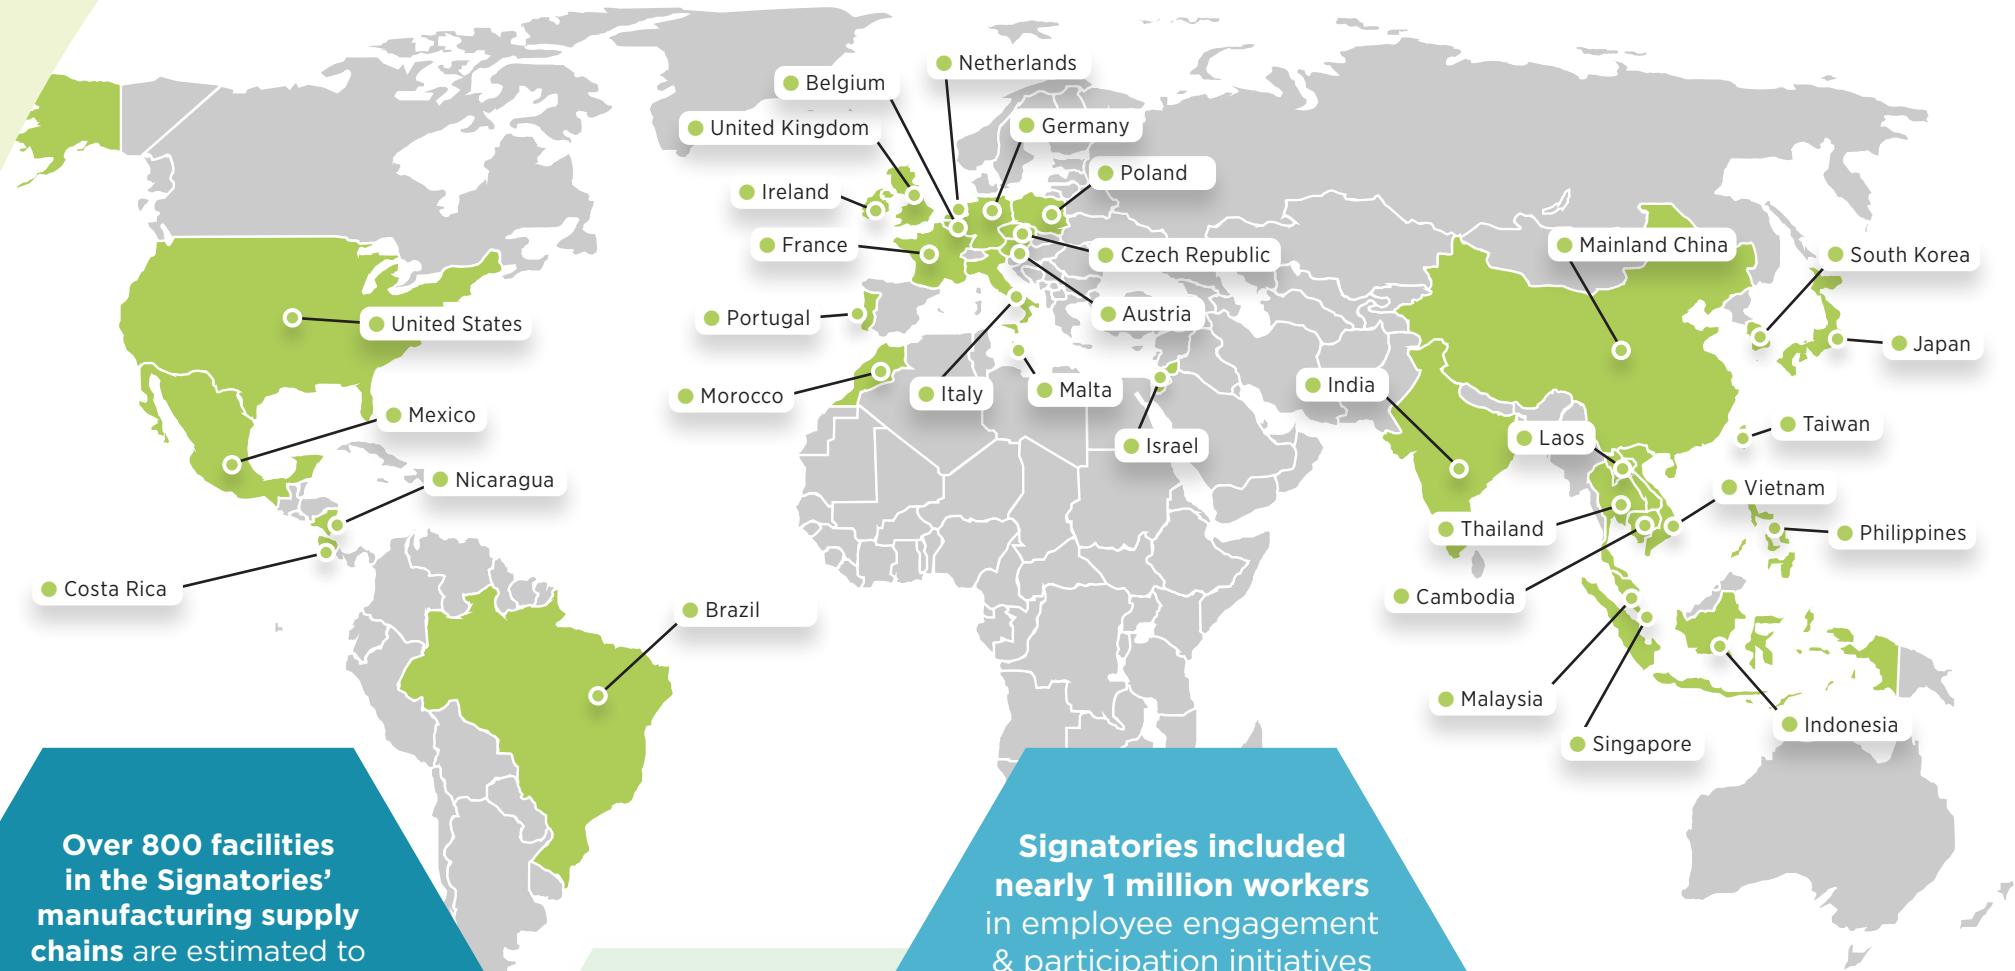 Netherlands
Belgium
United Kingdom
Germany
Poland
Ireland
France
Czech Republic
Mainland China
South Korea
Portugal
Austria
United States
Japan
Morocco
Italy
Malta
India
Mexico
Israel
Laos
Taiwan
Nicaragua
Vietnam
Thailand
Philippines
Costa Rica
Cambodia
Brazil
Malaysia
Singapore
Indonesia
Over 800 facilities
in the Signatories’
manufacturing supply
chains are estimated to
Signatories included
nearly 1 million workers
in employee engagement
& participation initiatives